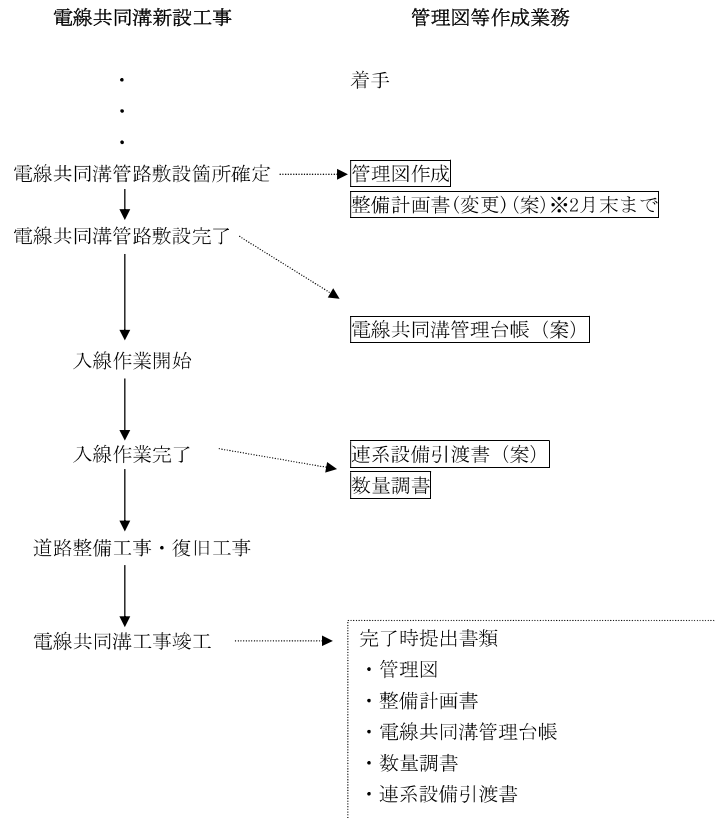 電線共同溝新設工事 管理図等作成業務
・ 着手
・
・
電線共同溝管路敷設箇所確定 管理図作成
整備計画書(変更)(案)※2月末まで
電線共同溝管路敷設完了
電線共同溝管理台帳(案)
入線作業開始
入線作業完了 連系設備引渡書(案)
数量調書
道路整備工事・復旧工事
電線共同溝工事竣工 完了時提出書類
・管理図
・整備計画書
・電線共同溝管理台帳
・数量調書
・連系設備引渡書